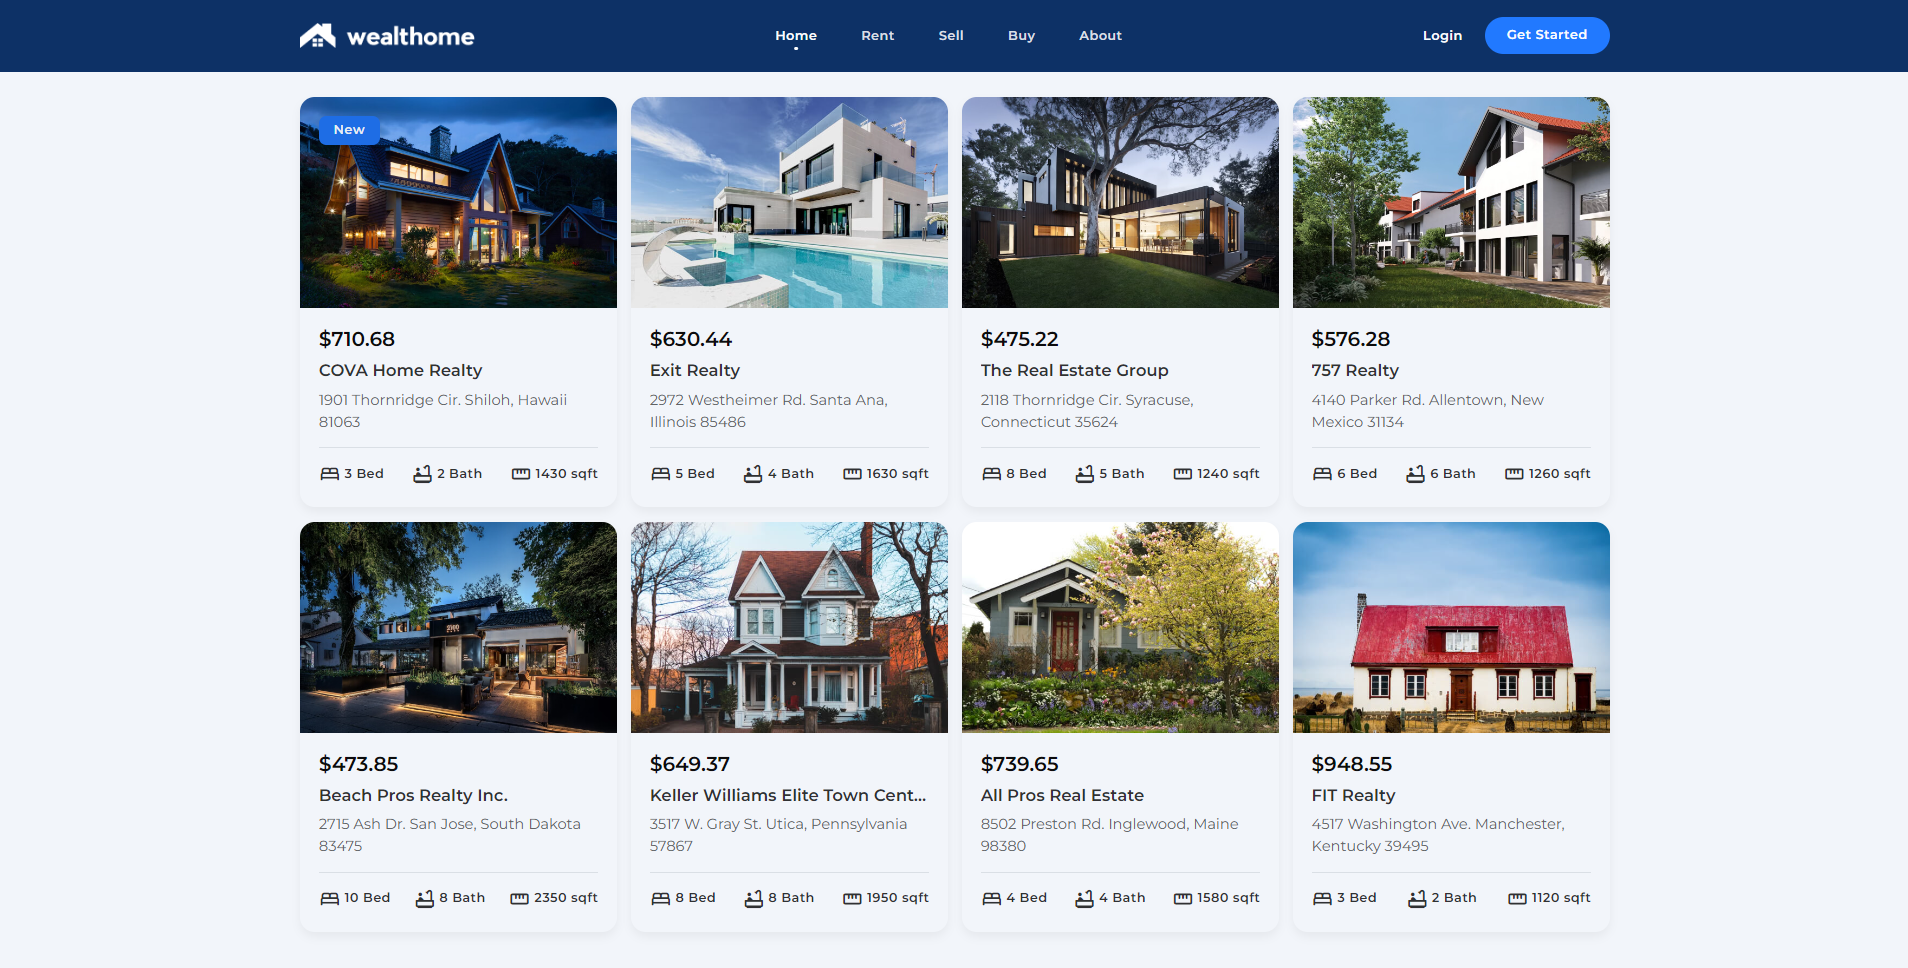 wealthome
Home Rent Sell Buy About
Login Get Started
New
$710.68
COVA Home Realty
1901 Thornridge Cir. Shiloh, Hawaii
81063
3 Bed 2 Bath 1430 sqft
$630.44
Exit Realty
2972 Westheimer Rd. Santa Ana,
Illinois 85486
5 Bed 4 Bath 1630 sqft
$475.22
The Real Estate Group
2118 Thornridge Cir. Syracuse,
Connecticut 35624
8 Bed 5 Bath 1240 sqft
$576.28
757 Realty
4140 Parker Rd. Allentown, New
Mexico 31134
6 Bed 6 Bath 1260 sqft
$473.85
Beach Pros Realty Inc.
2715 Ash Dr. San Jose, South Dakota
83475
10 Bed 8 Bath 2350 sqft
$649.37
Keller Williams Elite Town Cent...
3517 W. Gray St. Utica, Pennsylvania
57867
8 Bed 8 Bath 1950 sqft
$739.65
All Pros Real Estate
8502 Preston Rd. Inglewood, Maine
98380
4 Bed 4 Bath 1580 sqft
$948.55
FIT Realty
4517 Washington Ave. Manchester,
Kentucky 39495
3 Bed 2 Bath 1120 sqft